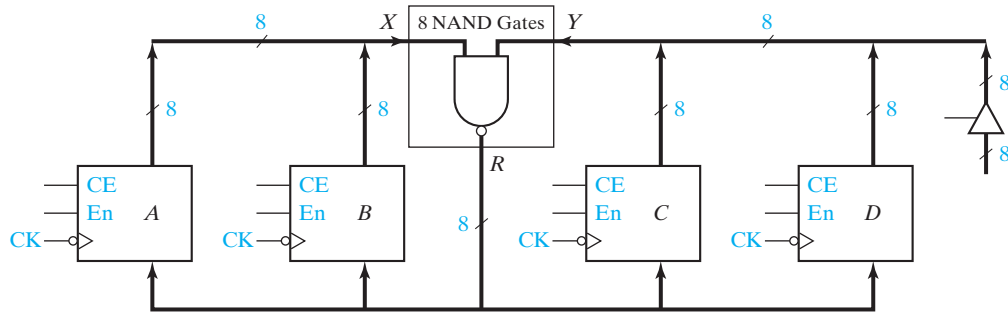 8 X 8 NAND Gates Y 8
8 8 8 8 8
8
R
CE CE CE CE
En A En B 8 En C En D
CK CK CK CK